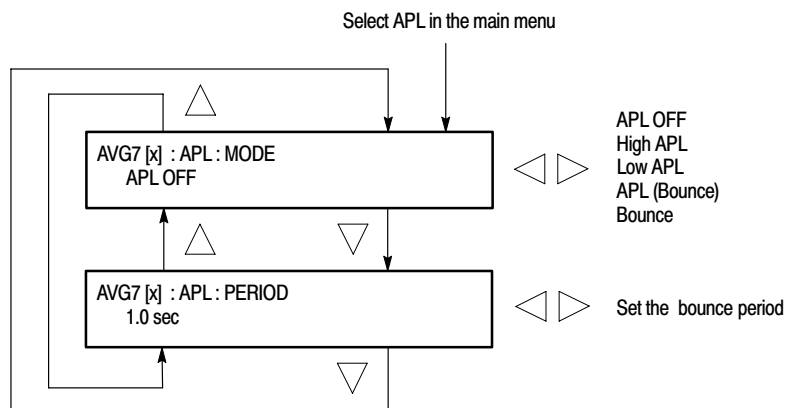 Select APL in the main menu
AVG7 [x] : APL : MODE
APL OFF
APL OFF
High APL
Low APL
APL (Bounce)
Bounce
AVG7 [x] : APL : PERIOD
1.0 sec
Set the bounce period